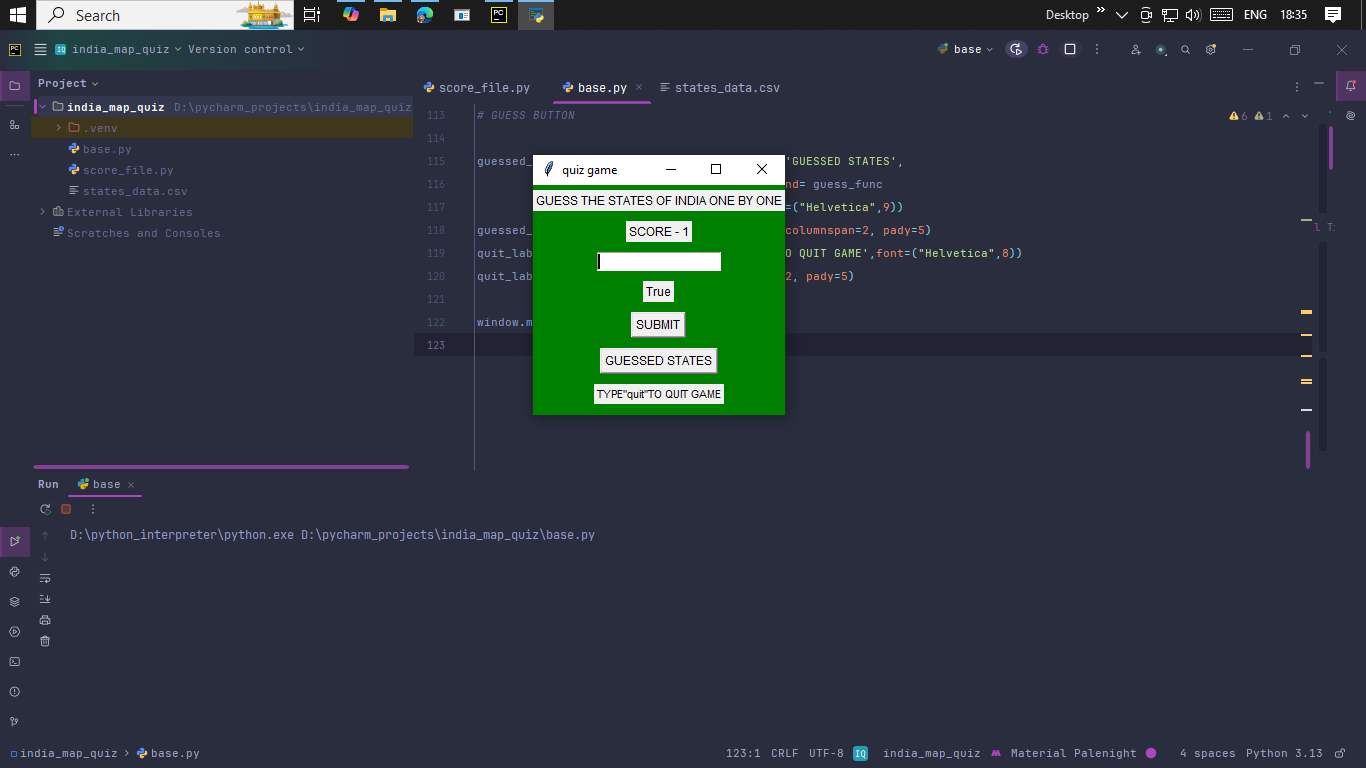 Search
Desktop
ENG
18:35
india_map_quiz
Version control
base
Project
score_file.py
base.py
states_data.csv
india_map_quiz D:\pycharm_projects\india_map_quiz
.venv
base.py
score_file.py
states_data.csv
External Libraries
Scratches and Consoles
113 # GUESS BUTTON
6 1
114
115 guessed_ 'GUESSED STATES',
116 nd= guess_func
117 =("Helvetica",9))
118 guessed_ columnspan=2, pady=5)
119 quit_lab O QUIT GAME',font=("Helvetica",8))
120 quit_lab 2, pady=5)
121
122 window.m
123
quiz game
GUESS THE STATES OF INDIA ONE BY ONE
SCORE - 1
True
SUBMIT
GUESSED STATES
TYPE"quit"TO QUIT GAME
Run
base
D:\python_interpreter\python.exe D:\pycharm_projects\india_map_quiz\base.py
india_map_quiz > base.py
123:1 CRLF UTF-8 IQ india_map_quiz Material Palenight 4 spaces Python 3.13